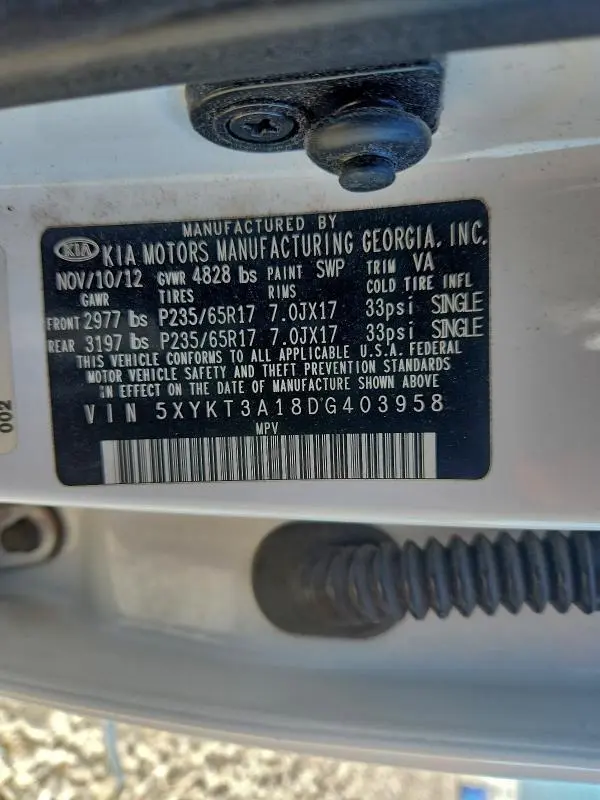 MANUFACTURED BY
KIA KIA MOTORS MANUFACTURING GEORGIA, INC.
NOV/10/12 GVWR 4828 lbs PAINT SWP TRIM VA
GAWR TIRES RIMS COLD TIRE INFL
FRONT 2977 lbs P235/65R17 7.0JX17 33psi SINGLE
REAR 3197 lbs P235/65R17 7.0JX17 33psi SINGLE
THIS VEHICLE CONFORMS TO ALL APPLICABLE U.S.A. FEDERAL
MOTOR VEHICLE SAFETY AND THEFT PREVENTION STANDARDS
IN EFFECT ON THE DATE OF MANUFACTURE SHOWN ABOVE
VIN 5XYKT3A18DG403958
MPV
002